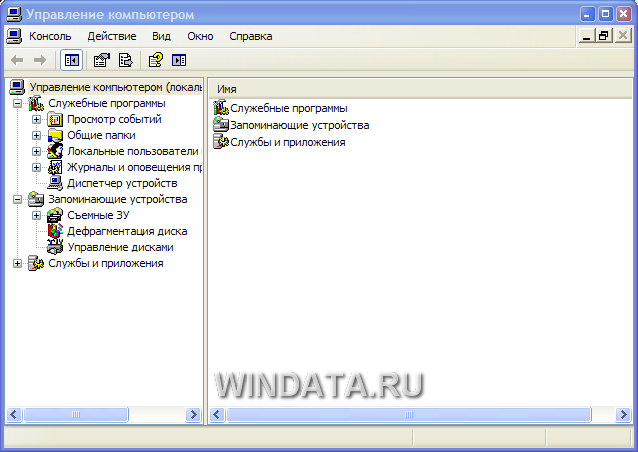 Управление компьютером
Консоль Действие Вид Окно Справка
Управление компьютером (локаль
Служебные программы
Просмотр событий
Общие папки
Локальные пользователи
Журналы и оповещения пр
Диспетчер устройств
Запоминающие устройства
Съемные ЗУ
Дефрагментация диска
Управление дисками
Службы и приложения
Имя
Служебные программы
Запоминающие устройства
Службы и приложения
WINDATA.RU